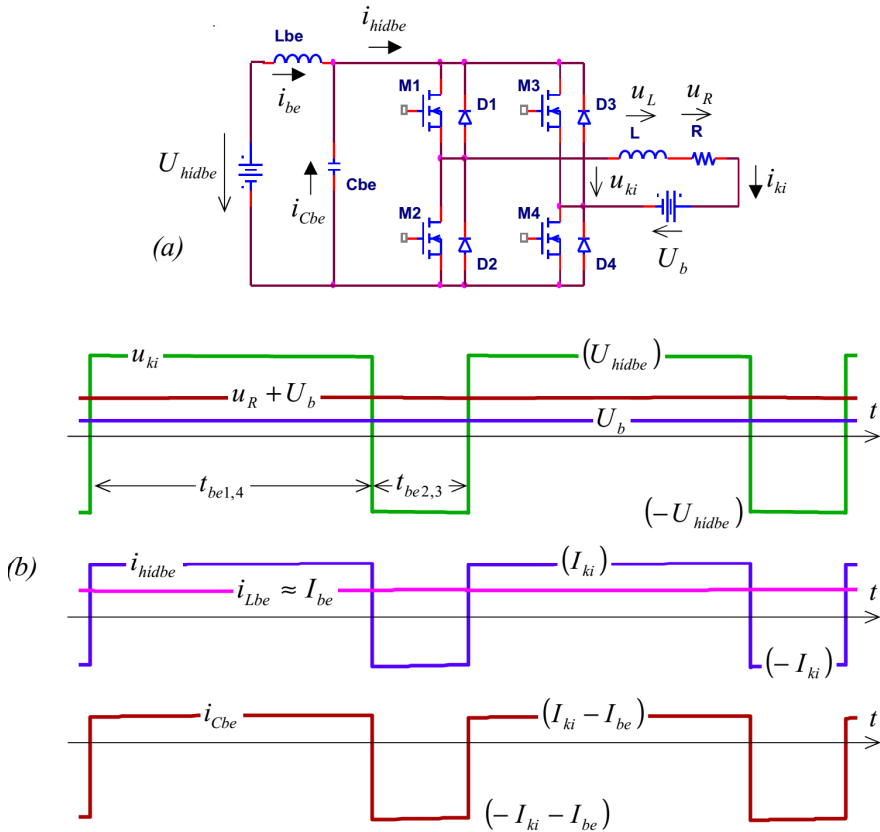 i_hídbe
Lbe
i_be
M1
M3
D1
D3
u_L
u_R
L
R
U_hídbe
Cbe
i_Cbe
u_ki
i_ki
M2
M4
D2
D4
U_b
(a)
u_ki
(U_hídbe)
u_R + U_b
U_b
t
t_be1,4
t_be2,3
(− U_hídbe)
(b)
i_hídbe
(I_ki)
i_Lbe ≈ I_be
t
(− I_ki)
i_Cbe
(I_ki − I_be)
t
(− I_ki − I_be)